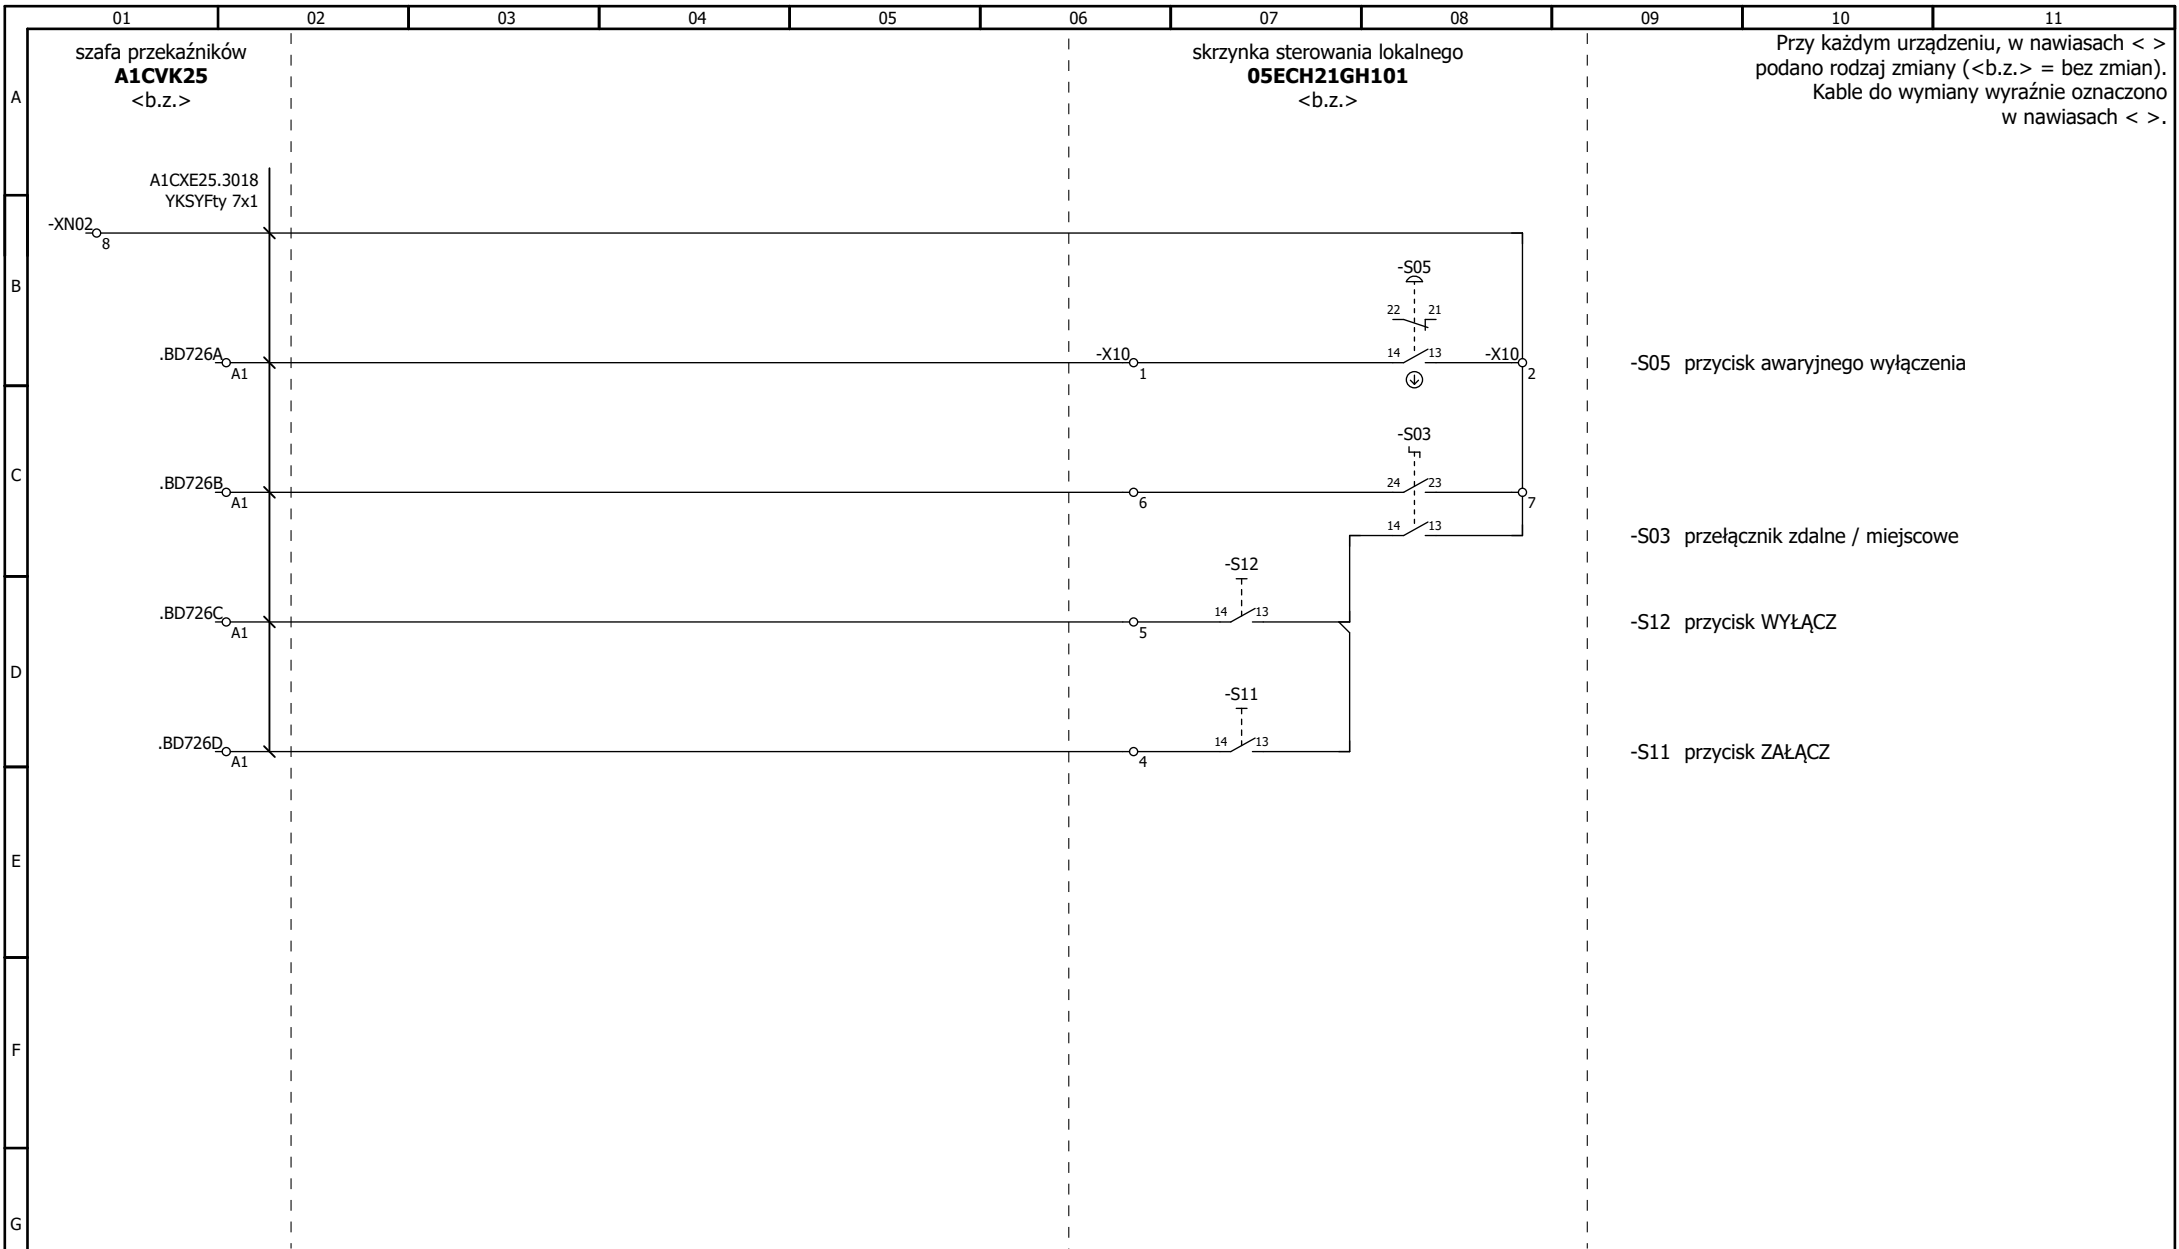 01 02 03 04 05 06 07 08 09 10 11
szafa przekaźników
A1CVK25
<b.z.>
skrzynka sterowania lokalnego
05ECH21GH101
<b.z.>
Przy każdym urządzeniu, w nawiasach < >
podano rodzaj zmiany (<b.z.> = bez zmian).
Kable do wymiany wyraźnie oznaczono
w nawiasach < >.
A
A1CXE25.3018
YKSYFty 7x1
-XN02
8
B
-S05
22 21
.BD726A
A1
-X10
1
14 13
-X10
2
-S05 przycisk awaryjnego wyłączenia
-S03
C
.BD726B
A1
6
24 23
7
14 13
-S03 przełącznik zdalne / miejscowe
-S12
.BD726C
A1
5
14 13
-S12 przycisk WYŁĄCZ
D
-S11
.BD726D
A1
4
14 13
-S11 przycisk ZAŁĄCZ
E
F
G